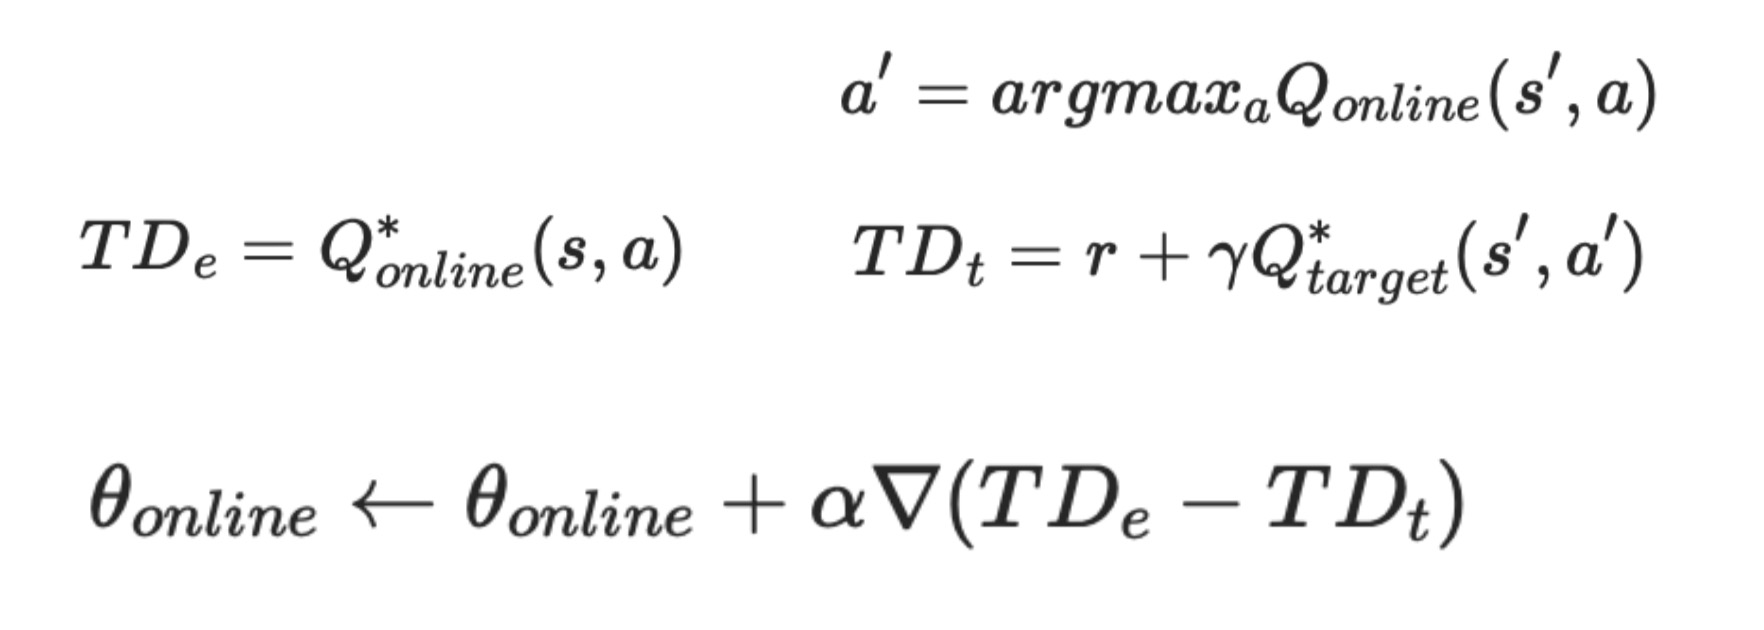 a′ = argmax_a Q_online(s′, a)
TD_e = Q*_online(s, a) TD_t = r + γQ*_target(s′, a′)
θ_online ← θ_online + α∇(TD_e − TD_t)